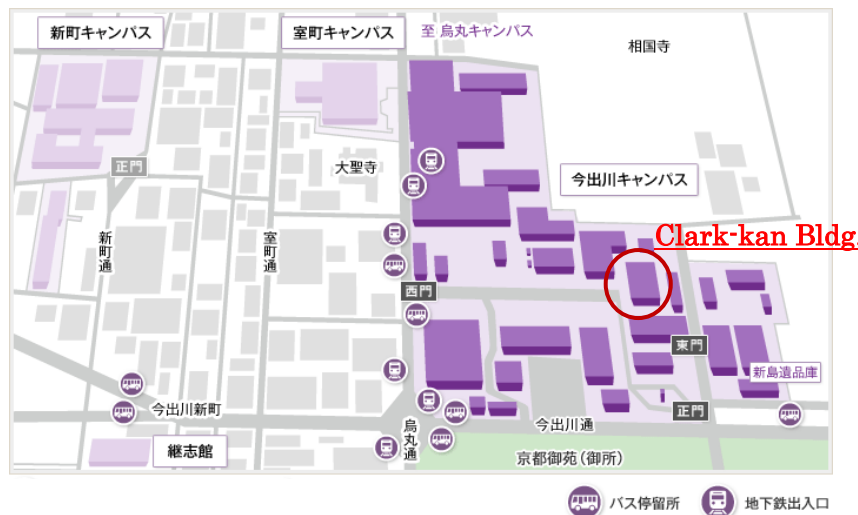 新町キャンパス
室町キャンパス
至 烏丸キャンパス
相国寺
正門
大聖寺
今出川キャンパス
Clark-kan Bldg.
新町通
室町通
西門
東門
新島遺品庫
今出川新町
正門
烏丸通
今出川通
継志館
京都御苑(御所)
バス停留所
地下鉄出入口